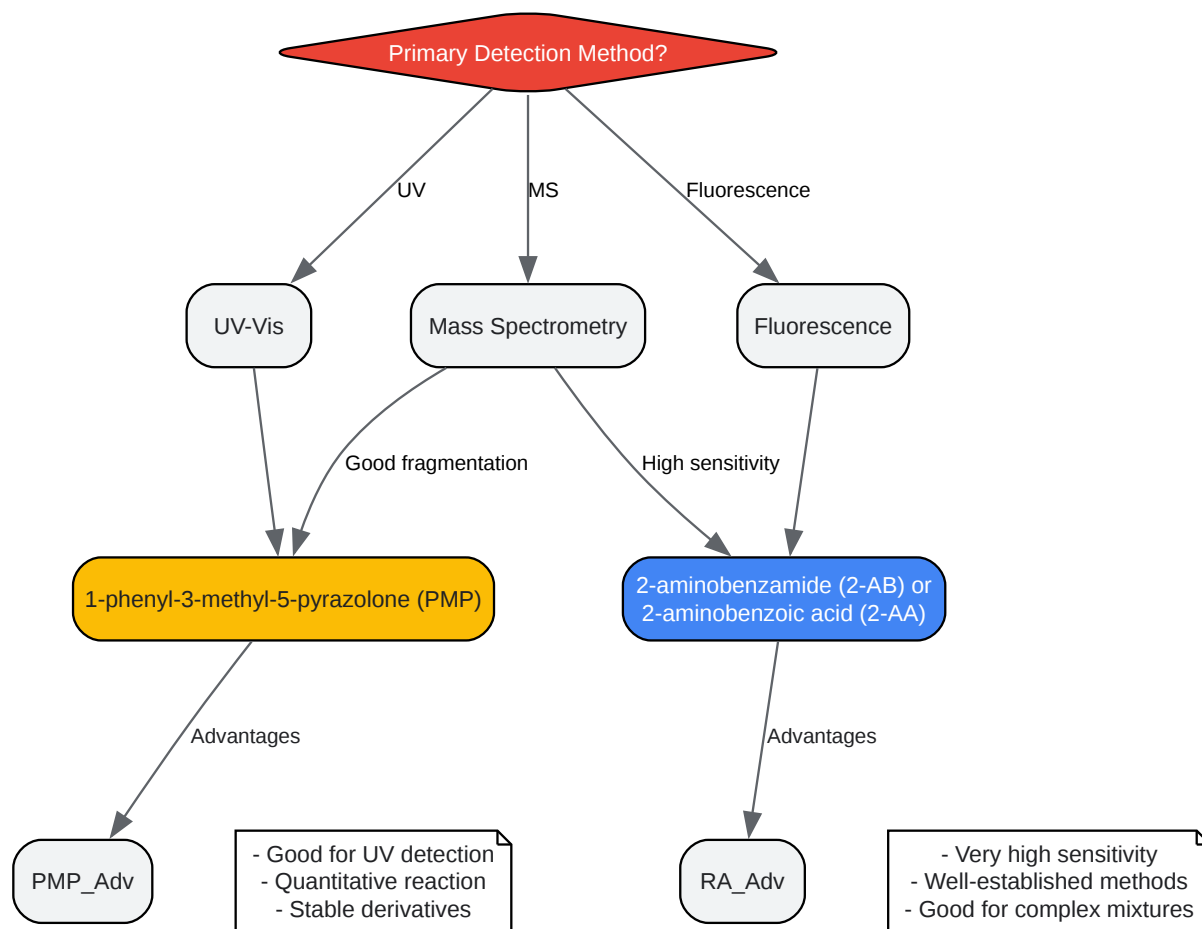 Primary Detection Method?
UV
MS
Fluorescence
UV-Vis
Mass Spectrometry
Fluorescence
Good fragmentation
High sensitivity
1-phenyl-3-methyl-5-pyrazolone (PMP)
2-aminobenzamide (2-AB) or
2-aminobenzoic acid (2-AA)
Advantages
Advantages
PMP_Adv
- Good for UV detection
- Quantitative reaction
- Stable derivatives
RA_Adv
- Very high sensitivity
- Well-established methods
- Good for complex mixtures